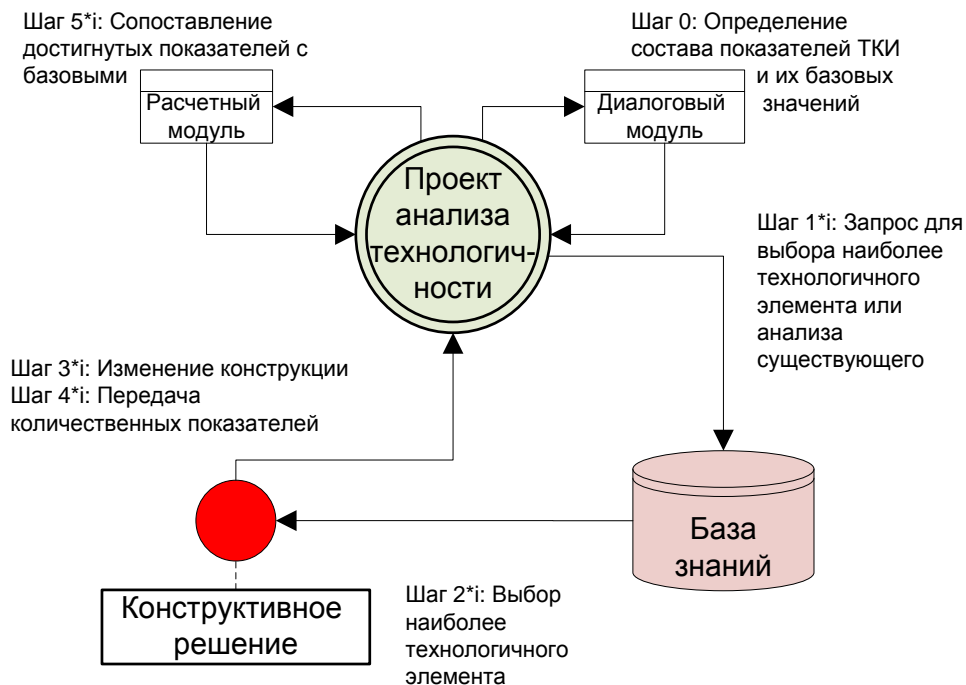 Шаг 5*i: Сопоставление
достигнутых показателей с
базовыми
Расчетный
модуль
Шаг 0: Определение
состава показателей ТКИ
и их базовых
значений
Диалоговый
модуль
Проект
анализа
технологич-
ности
Шаг 1*i: Запрос для
выбора наиболее
технологичного
элемента или
анализа
существующего
Шаг 3*i: Изменение конструкции
Шаг 4*i: Передача
количественных показателей
База
знаний
Конструктивное
решение
Шаг 2*i: Выбор
наиболее
технологичного
элемента